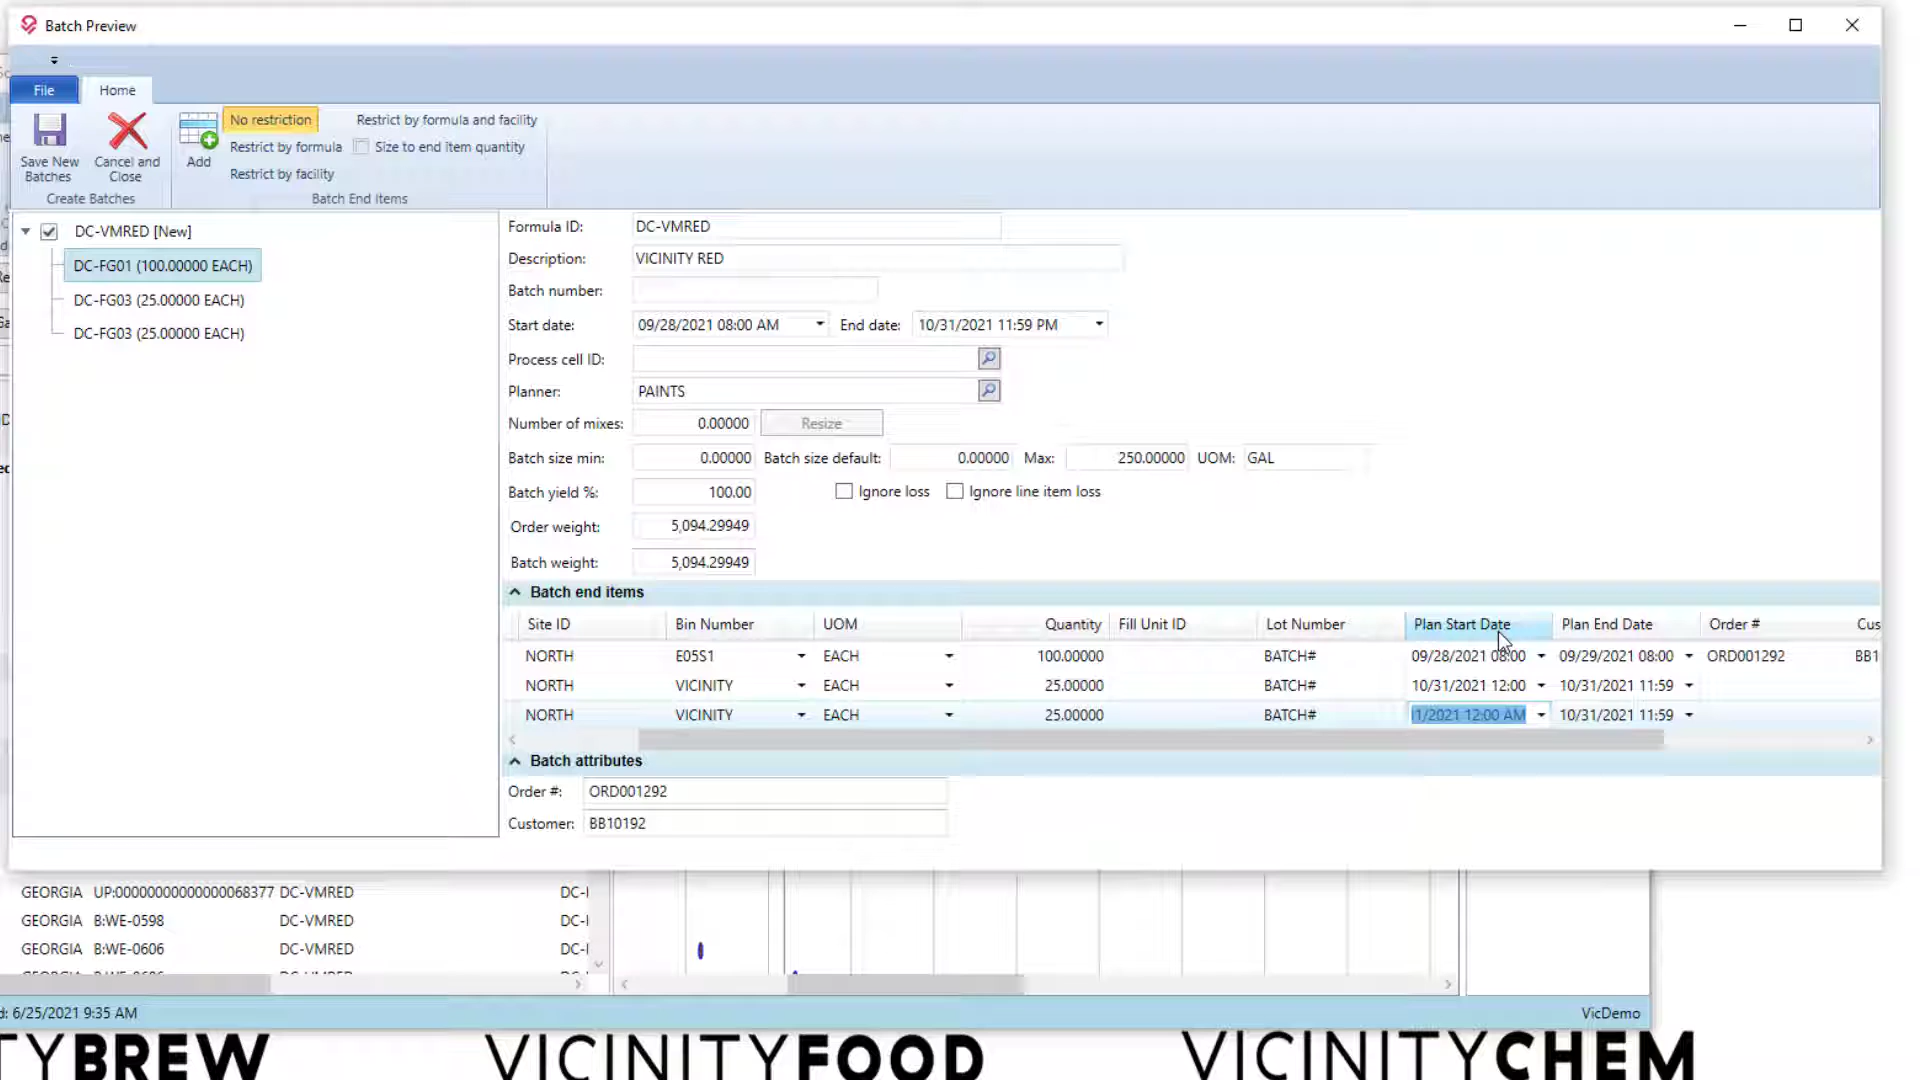 Batch Preview
File
Home
Save New Batches
Cancel and Close
Create Batches
Add
No restriction
Restrict by formula
Restrict by facility
Restrict by formula and facility
Size to end item quantity
Batch End Items
DC-VMRED [New]
DC-FG01 (100.00000 EACH)
DC-FG03 (25.00000 EACH)
DC-FG03 (25.00000 EACH)
Formula ID: DC-VMRED
Description: VICINITY RED
Batch number:
Start date: 09/28/2021 08:00 AM End date: 10/31/2021 11:59 PM
Process cell ID:
Planner: PAINTS
Number of mixes: 0.00000 Resize
Batch size min: 0.00000 Batch size default: 0.00000 Max: 250.00000 UOM: GAL
Batch yield %: 100.00 Ignore loss Ignore line item loss
Order weight: 5,094.29949
Batch weight: 5,094.29949
Batch end items
Site ID Bin Number UOM Quantity Fill Unit ID Lot Number Plan Start Date Plan End Date Order # Cus
NORTH E05S1 EACH 100.00000 BATCH# 09/28/2021 08:00 09/29/2021 08:00 ORD001292 BB1
NORTH VICINITY EACH 25.00000 BATCH# 10/31/2021 12:00 10/31/2021 11:59
NORTH VICINITY EACH 25.00000 BATCH# 1/2021 12:00 AM 10/31/2021 11:59
Batch attributes
Order #: ORD001292
Customer: BB10192
GEORGIA UP:00000000000000068377 DC-VMRED DC-I
GEORGIA B:WE-0598 DC-VMRED DC-I
GEORGIA B:WE-0606 DC-VMRED DC-I
d: 6/25/2021 9:35 AM VicDemo
TYBREW VICINITYFOOD VICINITYCHEM